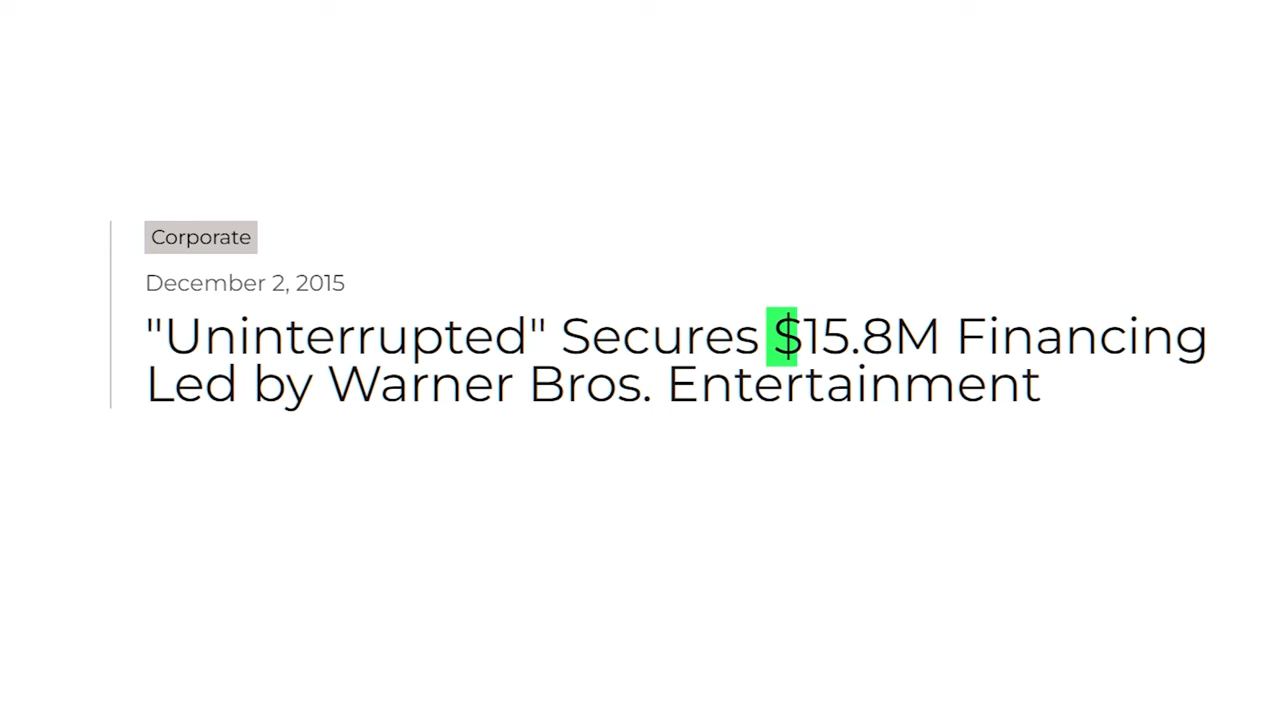 Corporate
December 2, 2015
"Uninterrupted" Secures $15.8M Financing
Led by Warner Bros. Entertainment